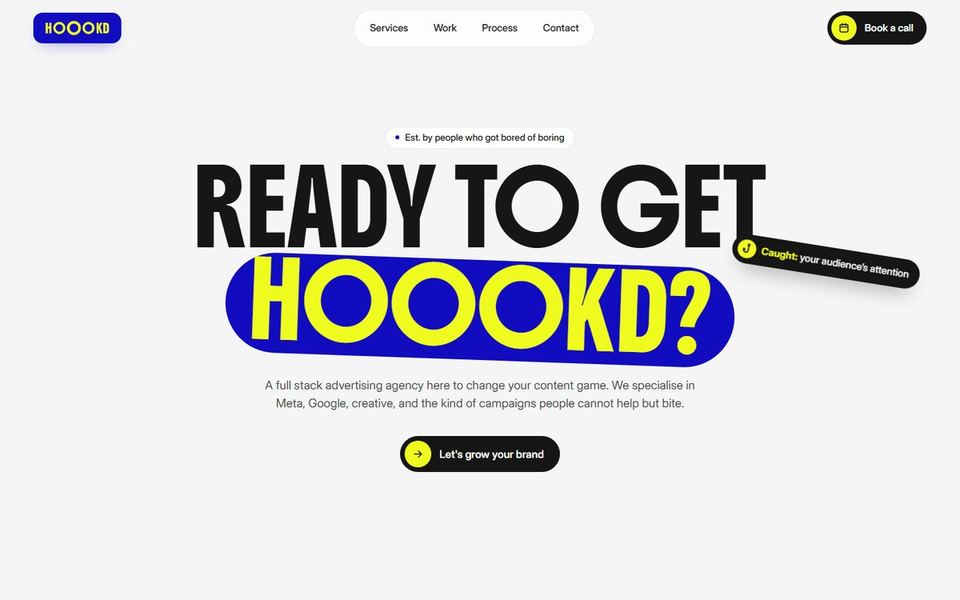 HOOOKD
Services
Work
Process
Contact
Book a call
Est. by people who got bored of boring
READY TO GET
HOOOKD?
Caught: your audience's attention
A full stack advertising agency here to change your content game. We specialise in
Meta, Google, creative, and the kind of campaigns people cannot help but bite.
Let's grow your brand